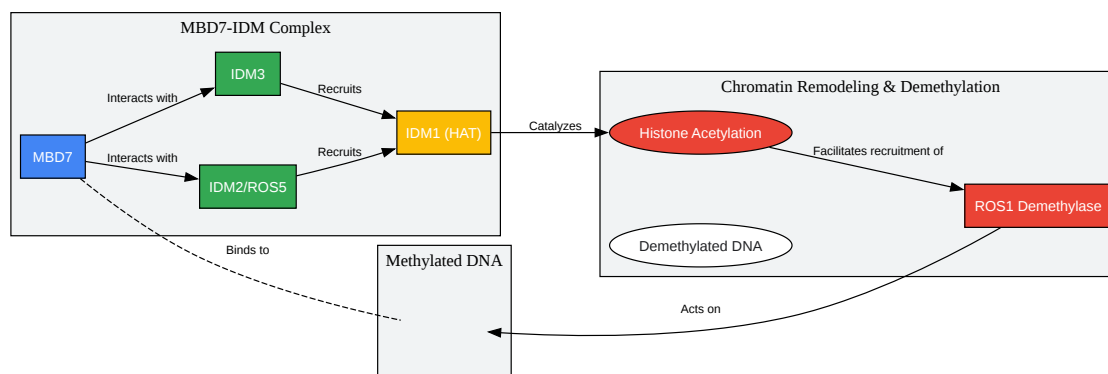 MBD7-IDM Complex
IDM3
Interacts with
Recruits
MBD7
IDM1 (HAT)
Interacts with
Recruits
IDM2/ROS5
Catalyzes
Chromatin Remodeling & Demethylation
Histone Acetylation
Facilitates recruitment of
ROS1 Demethylase
Demethylated DNA
Binds to
Methylated DNA
Acts on